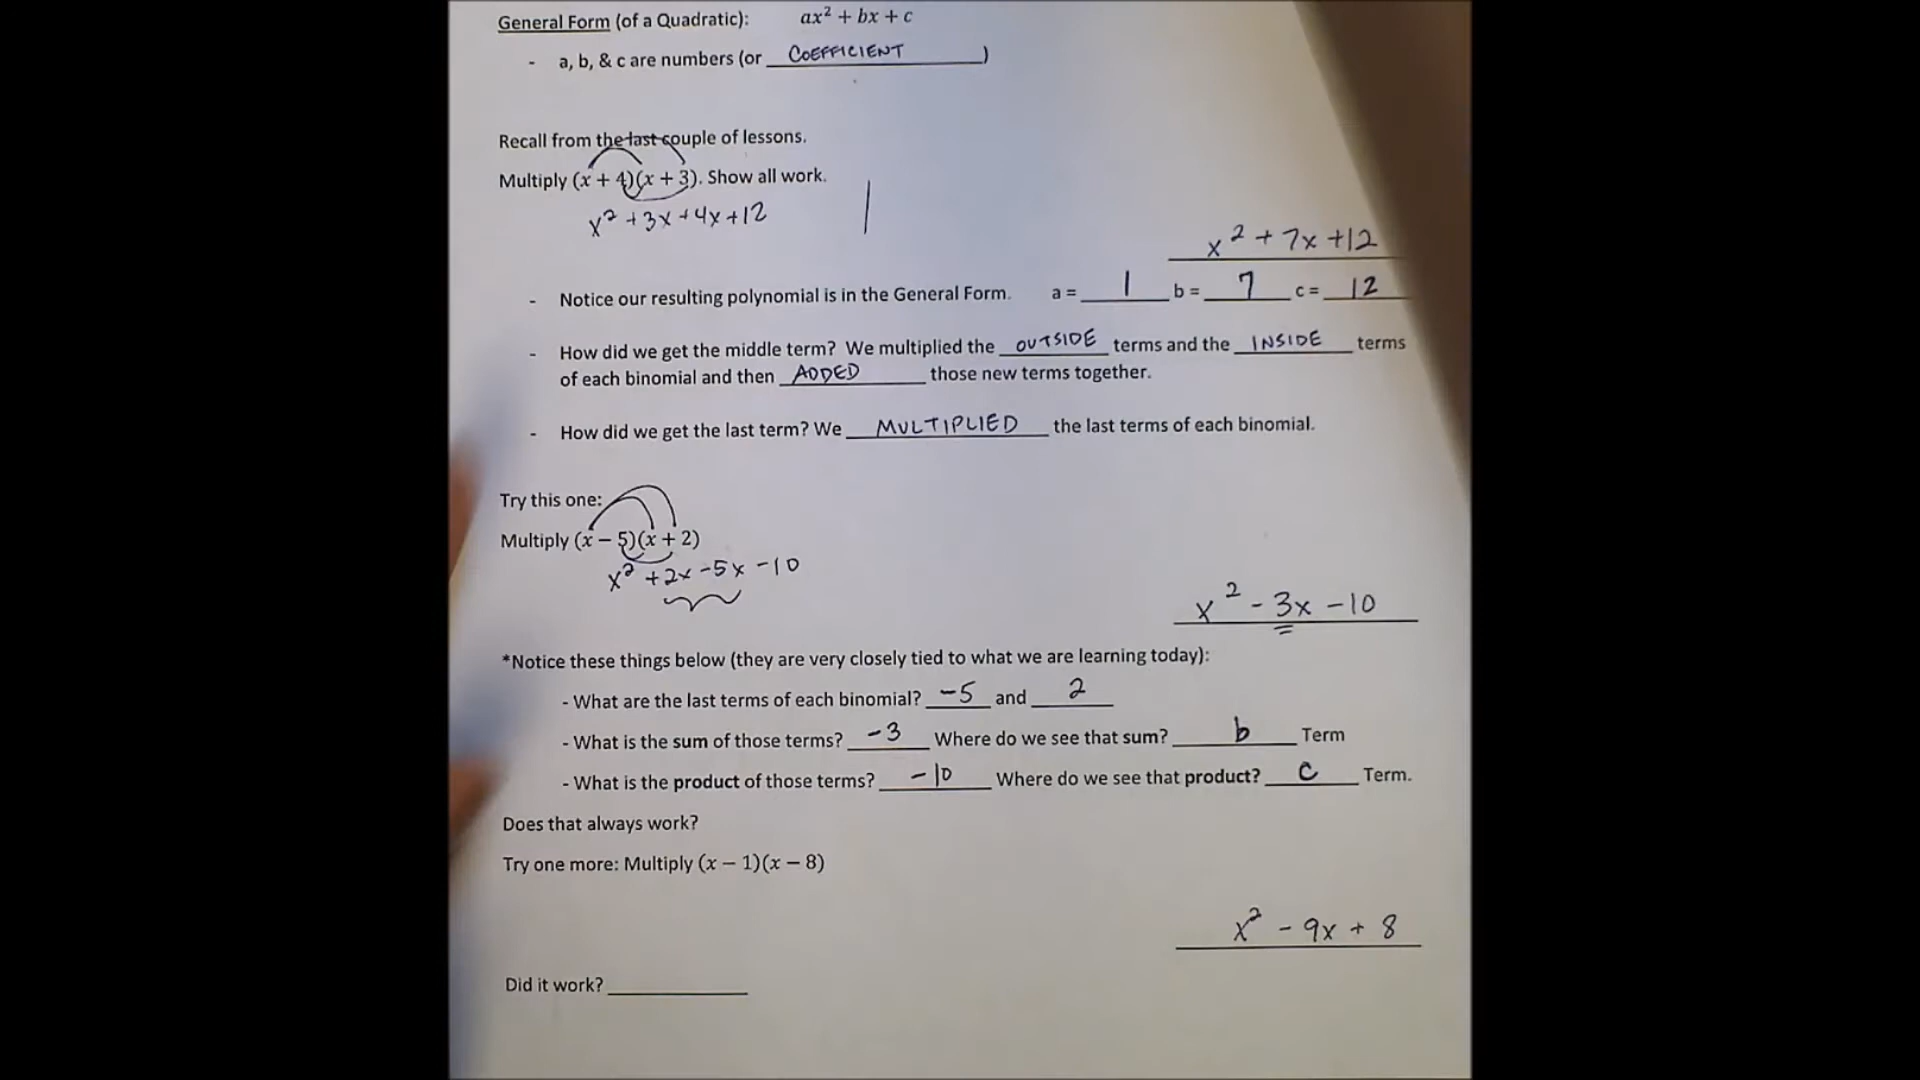 General Form (of a Quadratic): ax² + bx + c
- a, b, & c are numbers (or COEFFICIENT )
Recall from the last couple of lessons.
Multiply (x + 4)(x + 3). Show all work.
x² + 3x + 4x + 12
x² + 7x + 12
- Notice our resulting polynomial is in the General Form. a = 1 b = 7 c = 12
- How did we get the middle term? We multiplied the OUTSIDE terms and the INSIDE terms
of each binomial and then ADDED those new terms together.
- How did we get the last term? We MULTIPLIED the last terms of each binomial.
Try this one:
Multiply (x − 5)(x + 2)
x² + 2x - 5x - 10
x² - 3x - 10
*Notice these things below (they are very closely tied to what we are learning today):
- What are the last terms of each binomial? -5 and 2
- What is the sum of those terms? -3 Where do we see that sum? b Term
- What is the product of those terms? -10 Where do we see that product? c Term.
Does that always work?
Try one more: Multiply (x − 1)(x − 8)
x² - 9x + 8
Did it work?